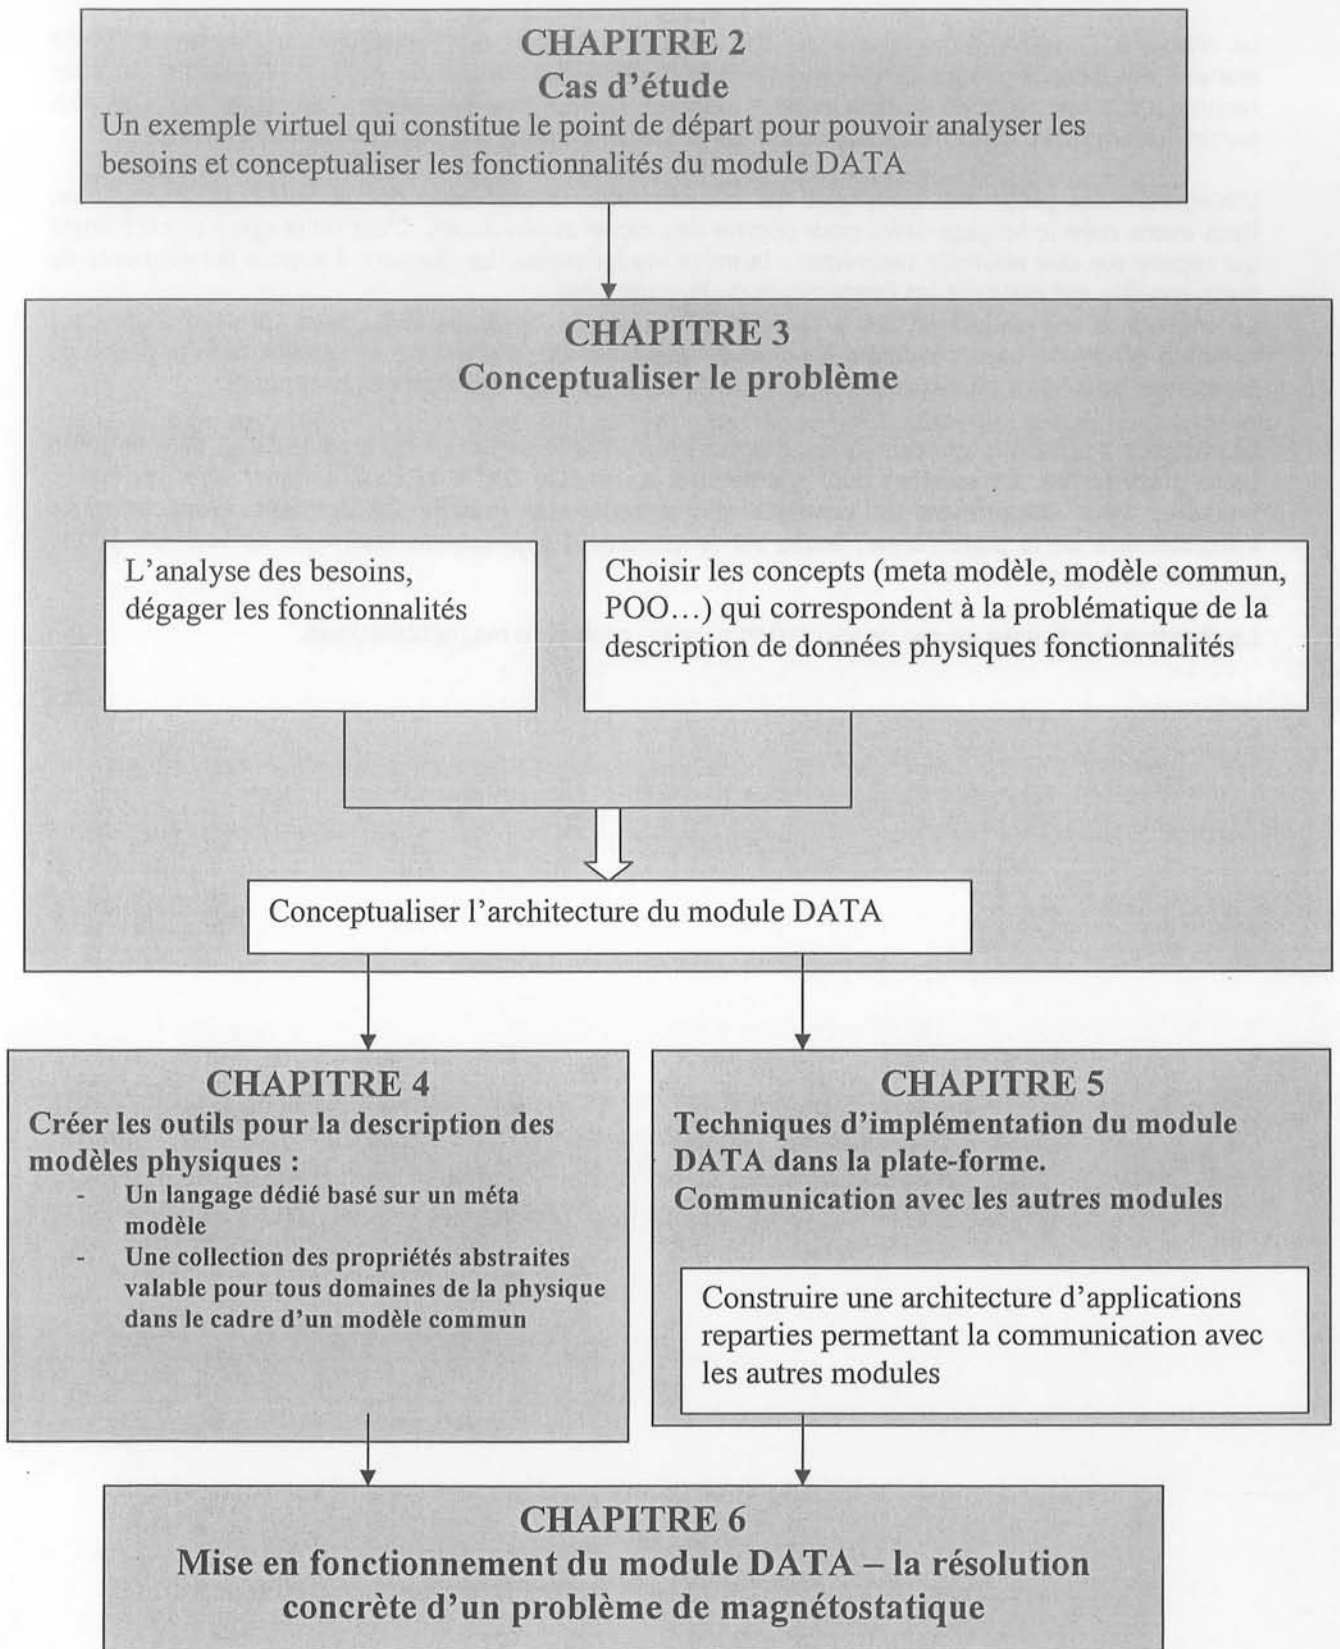 CHAPITRE 2
Cas d'étude
Un exemple virtuel qui constitue le point de départ pour pouvoir analyser les
besoins et conceptualiser les fonctionnalités du module DATA
CHAPITRE 3
Conceptualiser le problème
L'analyse des besoins,
dégager les fonctionnalités
Choisir les concepts (meta modèle, modèle commun,
POO…) qui correspondent à la problématique de la
description de données physiques fonctionnalités
Conceptualiser l'architecture du module DATA
CHAPITRE 4
Créer les outils pour la description des
modèles physiques :
- Un langage dédié basé sur un méta
modèle
- Une collection des propriétés abstraites
valable pour tous domaines de la physique
dans le cadre d'un modèle commun
CHAPITRE 5
Techniques d'implémentation du module
DATA dans la plate-forme.
Communication avec les autres modules
Construire une architecture d'applications
reparties permettant la communication avec
les autres modules
CHAPITRE 6
Mise en fonctionnement du module DATA – la résolution
concrète d'un problème de magnétostatique